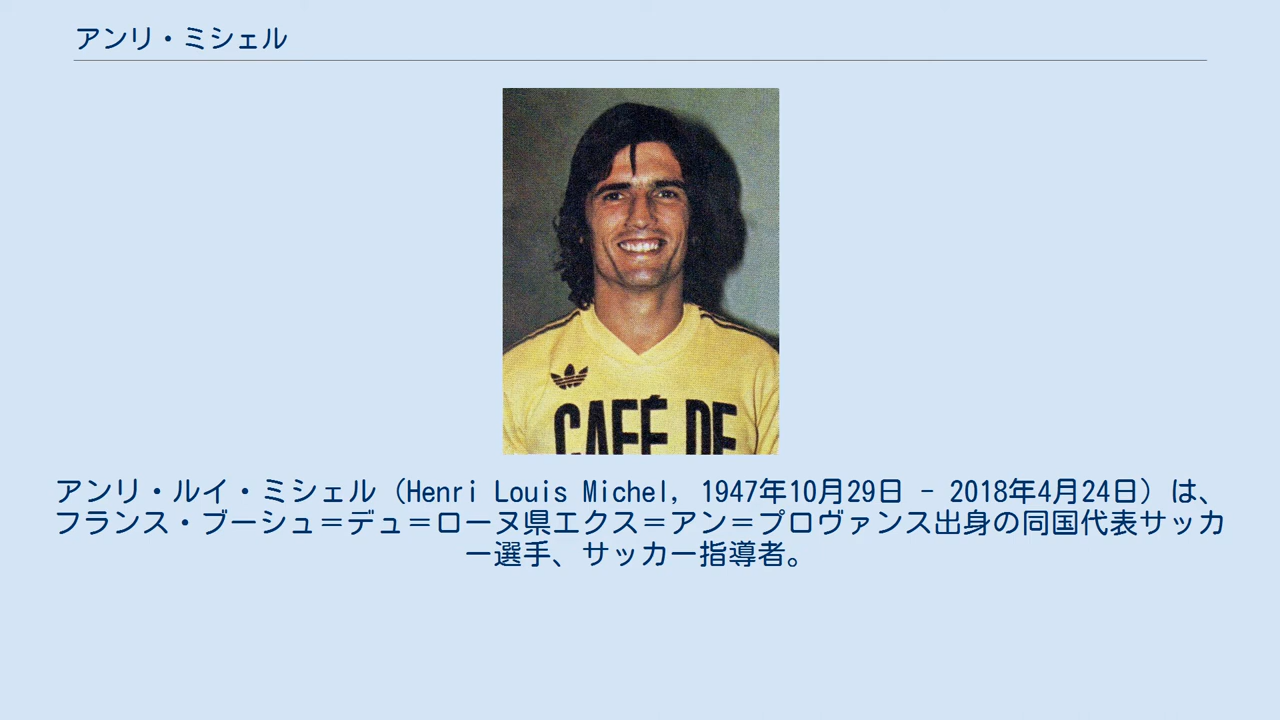 アンリ・ミシェル
CAFÉ DE
アンリ・ルイ・ミシェル（Henri Louis Michel, 1947年10月29日 - 2018年4月24日）は、
フランス・ブーシュ＝デュ＝ローヌ県エクス＝アン＝プロヴァンス出身の同国代表サッカ
ー選手、サッカー指導者。